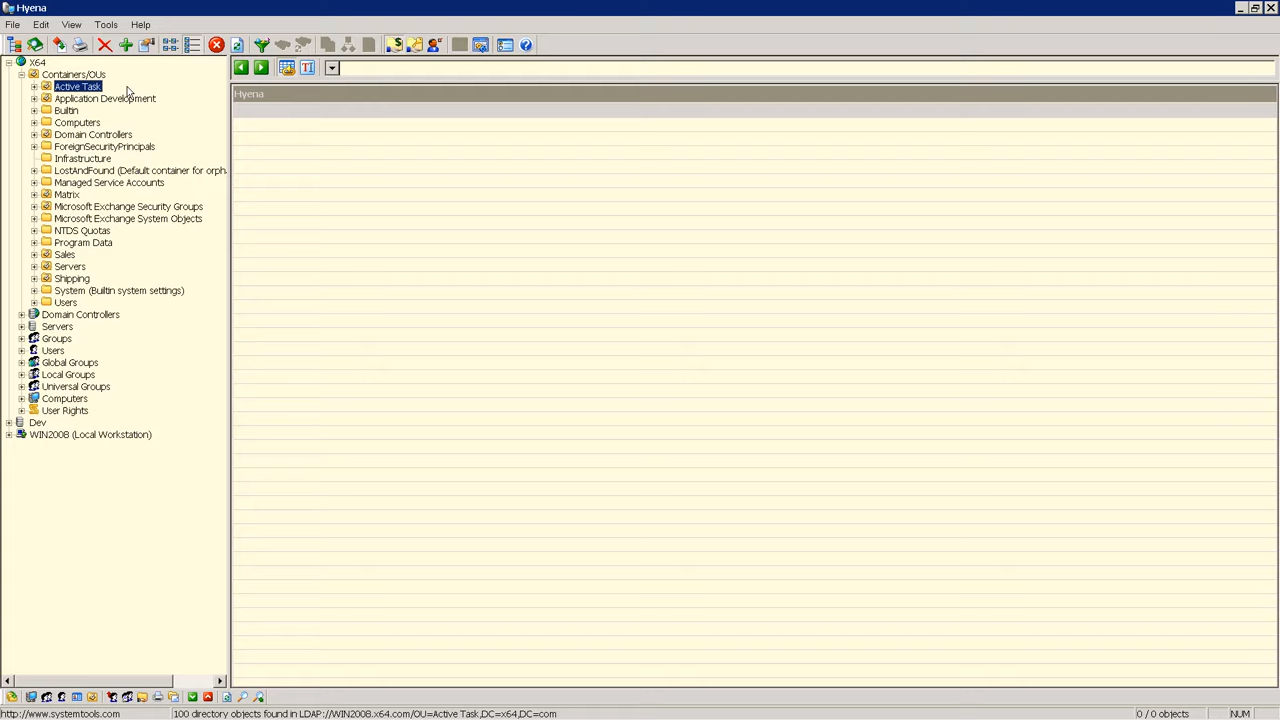 Hyena
File Edit View Tools Help
X64
Containers/OUs
Active Task
Application Development
Builtin
Computers
Domain Controllers
ForeignSecurityPrincipals
Infrastructure
LostAndFound (Default container for orph
Managed Service Accounts
Matrix
Microsoft Exchange Security Groups
Microsoft Exchange System Objects
NTDS Quotas
Program Data
Sales
Servers
Shipping
System (Builtin system settings)
Users
Domain Controllers
Servers
Groups
Users
Global Groups
Local Groups
Universal Groups
Computers
User Rights
Dev
WIN2008 (Local Workstation)
Hyena
http://www.systemtools.com 100 directory objects found in LDAP://WIN2008.x64.com/OU=Active Task,DC=x64,DC=com 0 / 0 objects NUM